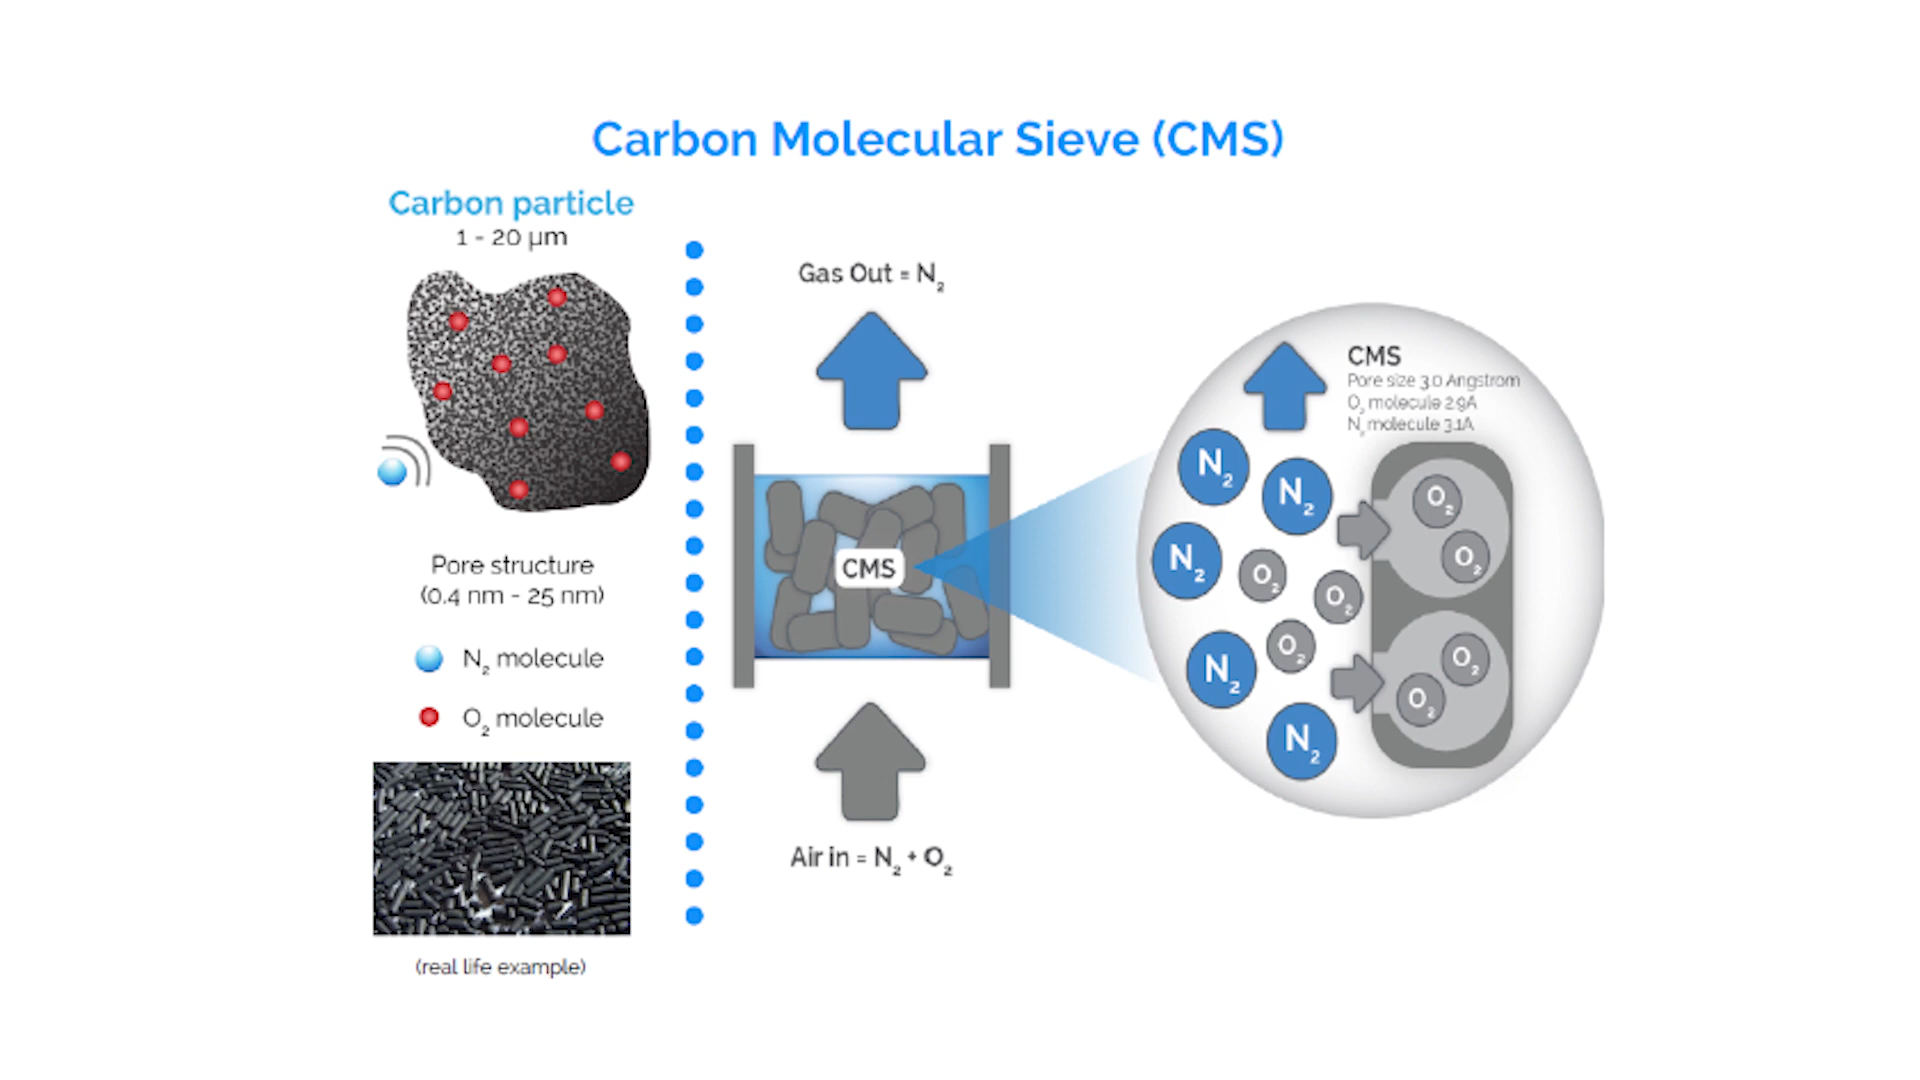 Carbon Molecular Sieve (CMS)
Carbon particle
1 - 20 µm
Pore structure
(0.4 nm - 25 nm)
N₂ molecule
O₂ molecule
(real life example)
Gas Out = N₂
CMS
Air in = N₂ + O₂
CMS
Pore size 3.0 Angstrom
O₂ molecule 2.9A
N₂ molecule 3.1A
N₂
N₂
N₂
O₂
O₂
O₂
N₂
N₂
O₂
O₂
O₂
O₂